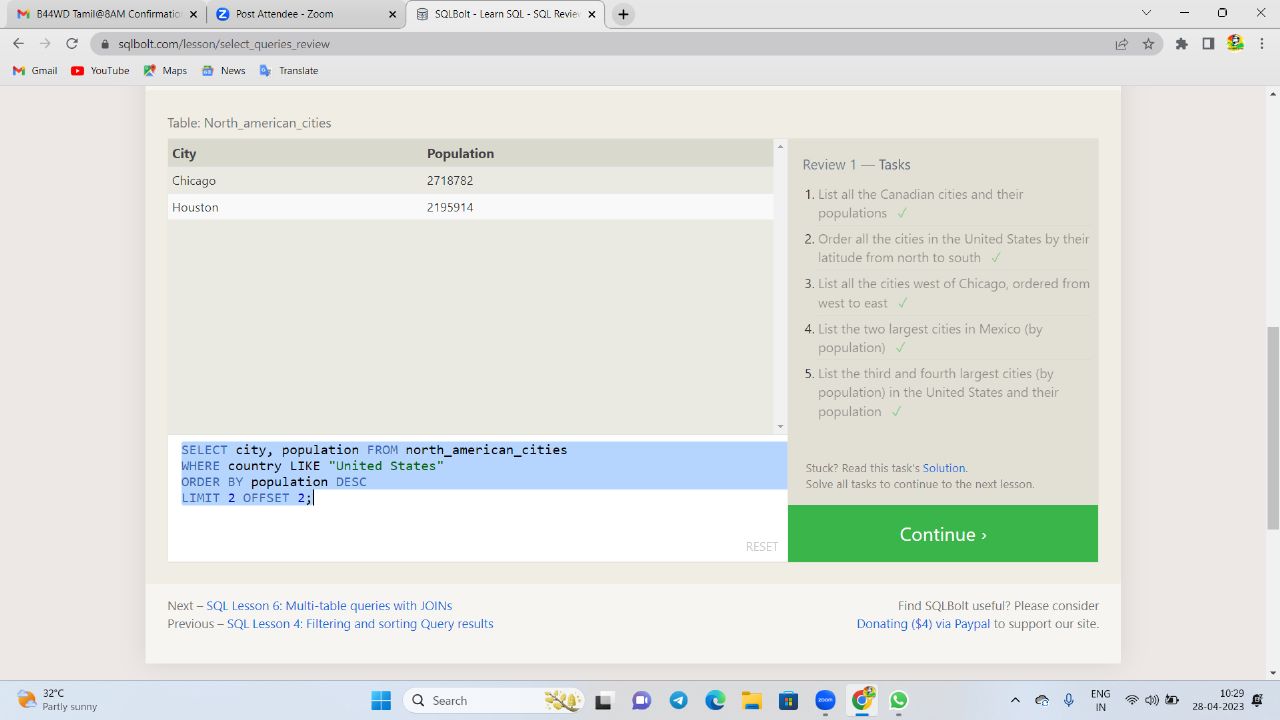 B44WD Tamil@8AM Confirmatio
Post Attendee - Zoom
SQLBolt - Learn SQL - SQL Review
sqlbolt.com/lesson/select_queries_review
Gmail
YouTube
Maps
News
Translate
Table: North_american_cities
City Population
Chicago 2718782
Houston 2195914
Review 1 — Tasks
1. List all the Canadian cities and their
populations ✓
2. Order all the cities in the United States by their
latitude from north to south ✓
3. List all the cities west of Chicago, ordered from
west to east ✓
4. List the two largest cities in Mexico (by
population) ✓
5. List the third and fourth largest cities (by
population) in the United States and their
population ✓
SELECT city, population FROM north_american_cities
WHERE country LIKE "United States"
ORDER BY population DESC
LIMIT 2 OFFSET 2;
RESET
Stuck? Read this task's Solution.
Solve all tasks to continue to the next lesson.
Continue ›
Next – SQL Lesson 6: Multi-table queries with JOINs
Previous – SQL Lesson 4: Filtering and sorting Query results
Find SQLBolt useful? Please consider
Donating ($4) via Paypal to support our site.
32°C
Partly sunny
Search
zoom
ENG
IN
10:29
28-04-2023